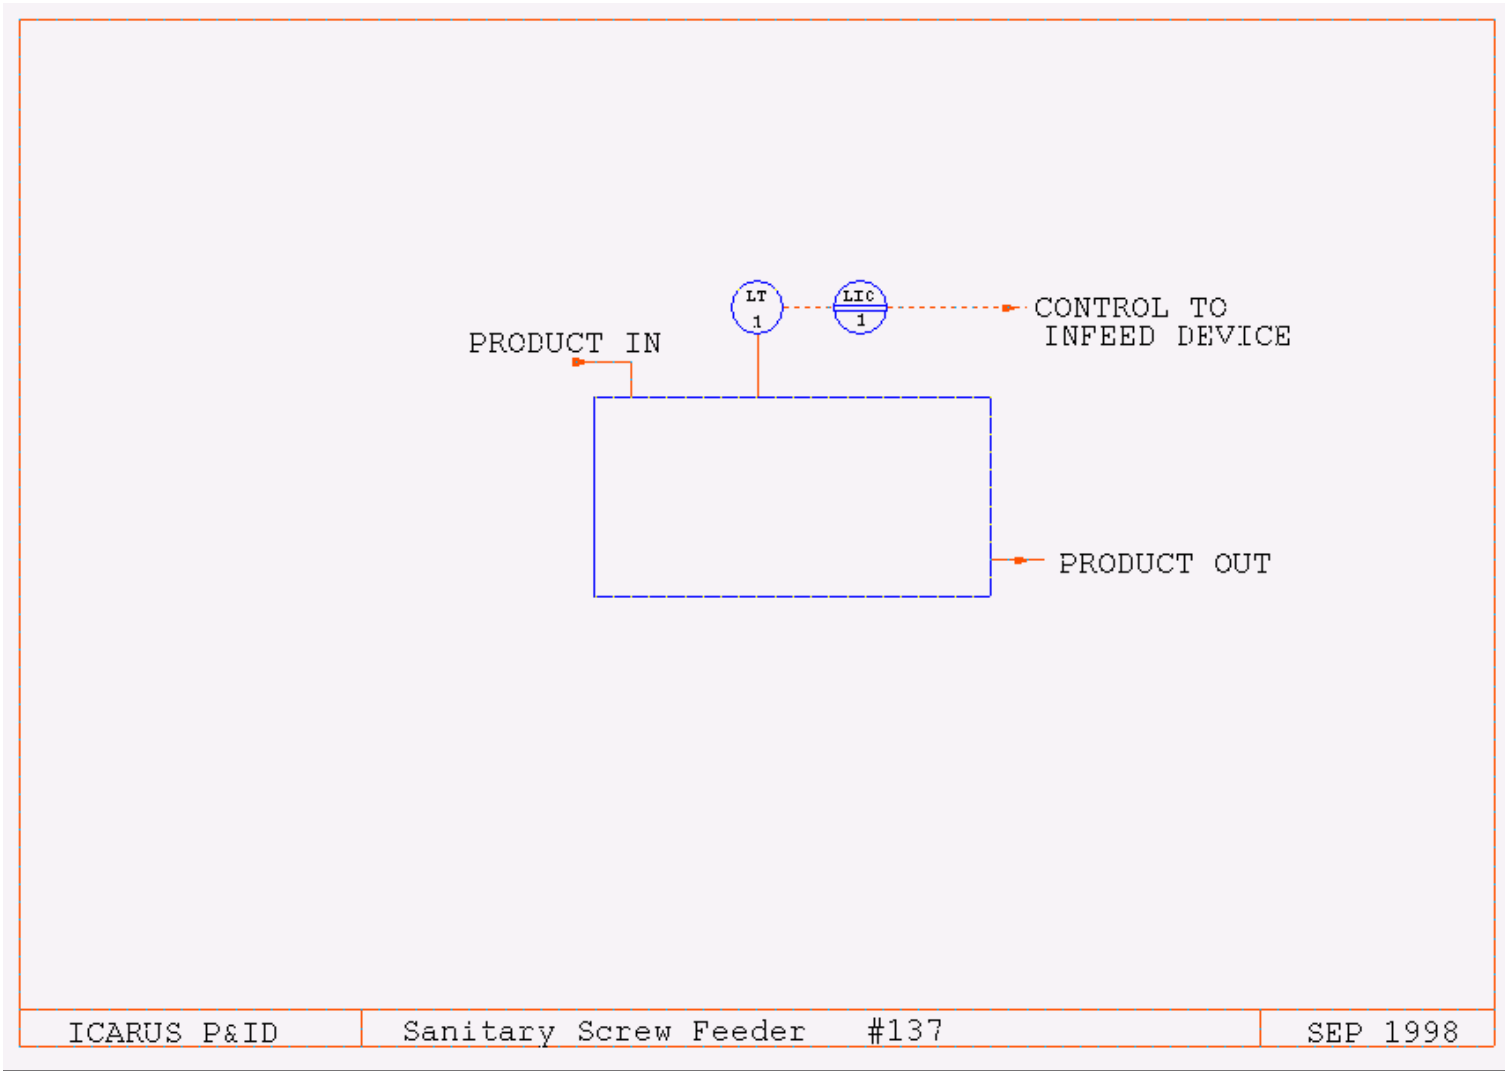 LT
1
LIC
1
CONTROL TO
INFEED DEVICE
PRODUCT IN
PRODUCT OUT
ICARUS P&ID
Sanitary Screw Feeder #137
SEP 1998